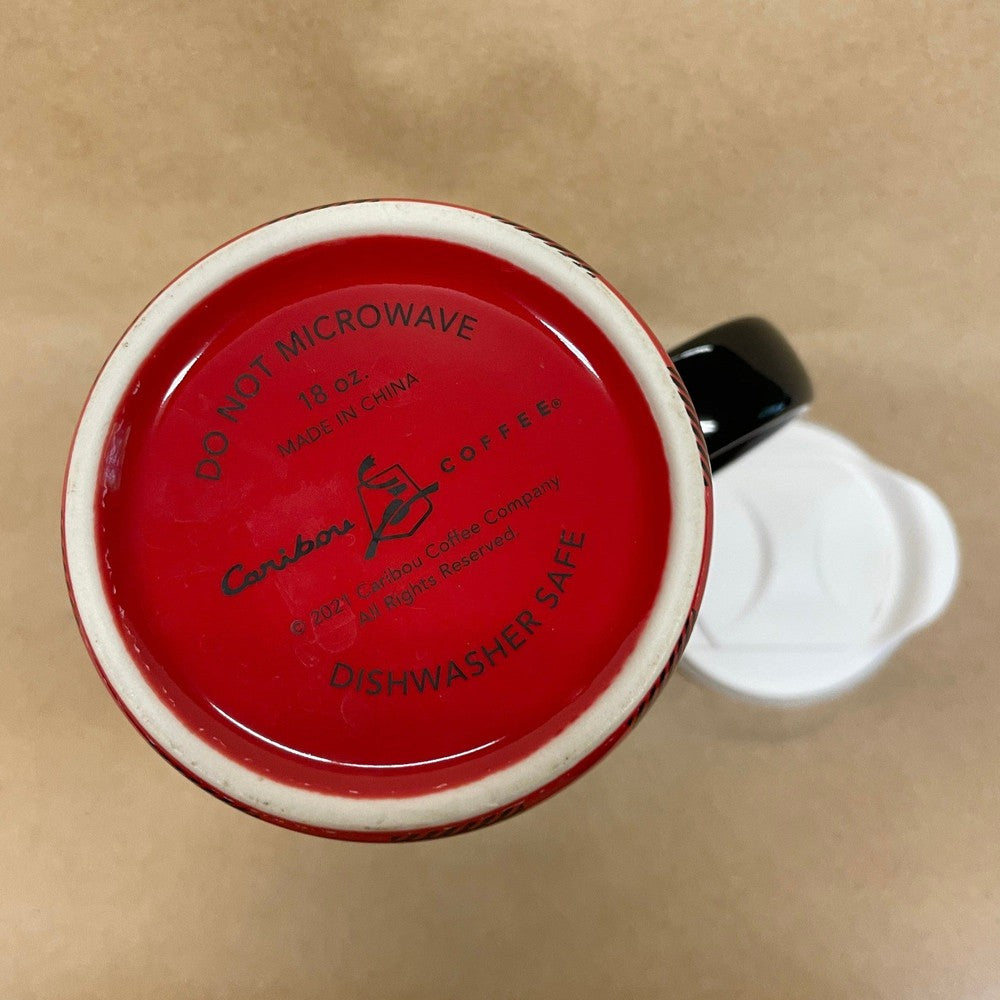 DO NOT MICROWAVE
18 oz.
MADE IN CHINA
Caribou COFFEE®
© 2021 Caribou Coffee Company
All Rights Reserved
DISHWASHER SAFE